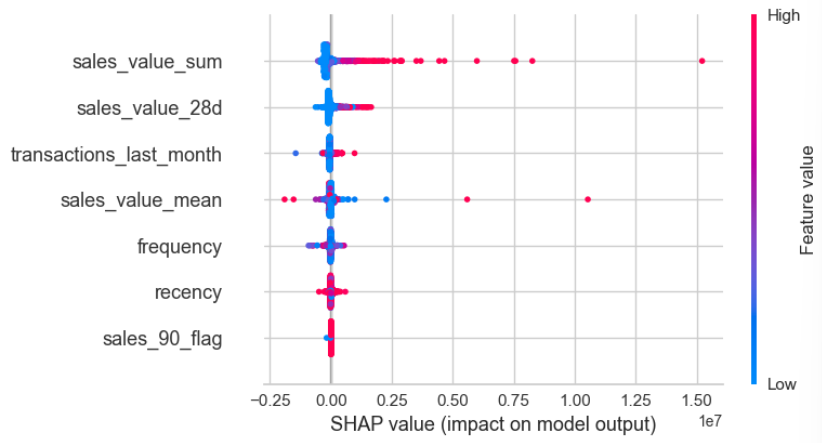 High
sales_value_sum
sales_value_28d
transactions_last_month
sales_value_mean
frequency
recency
sales_90_flag
Feature value
Low
−0.25 0.00 0.25 0.50 0.75 1.00 1.25 1.50
SHAP value (impact on model output) 1e7